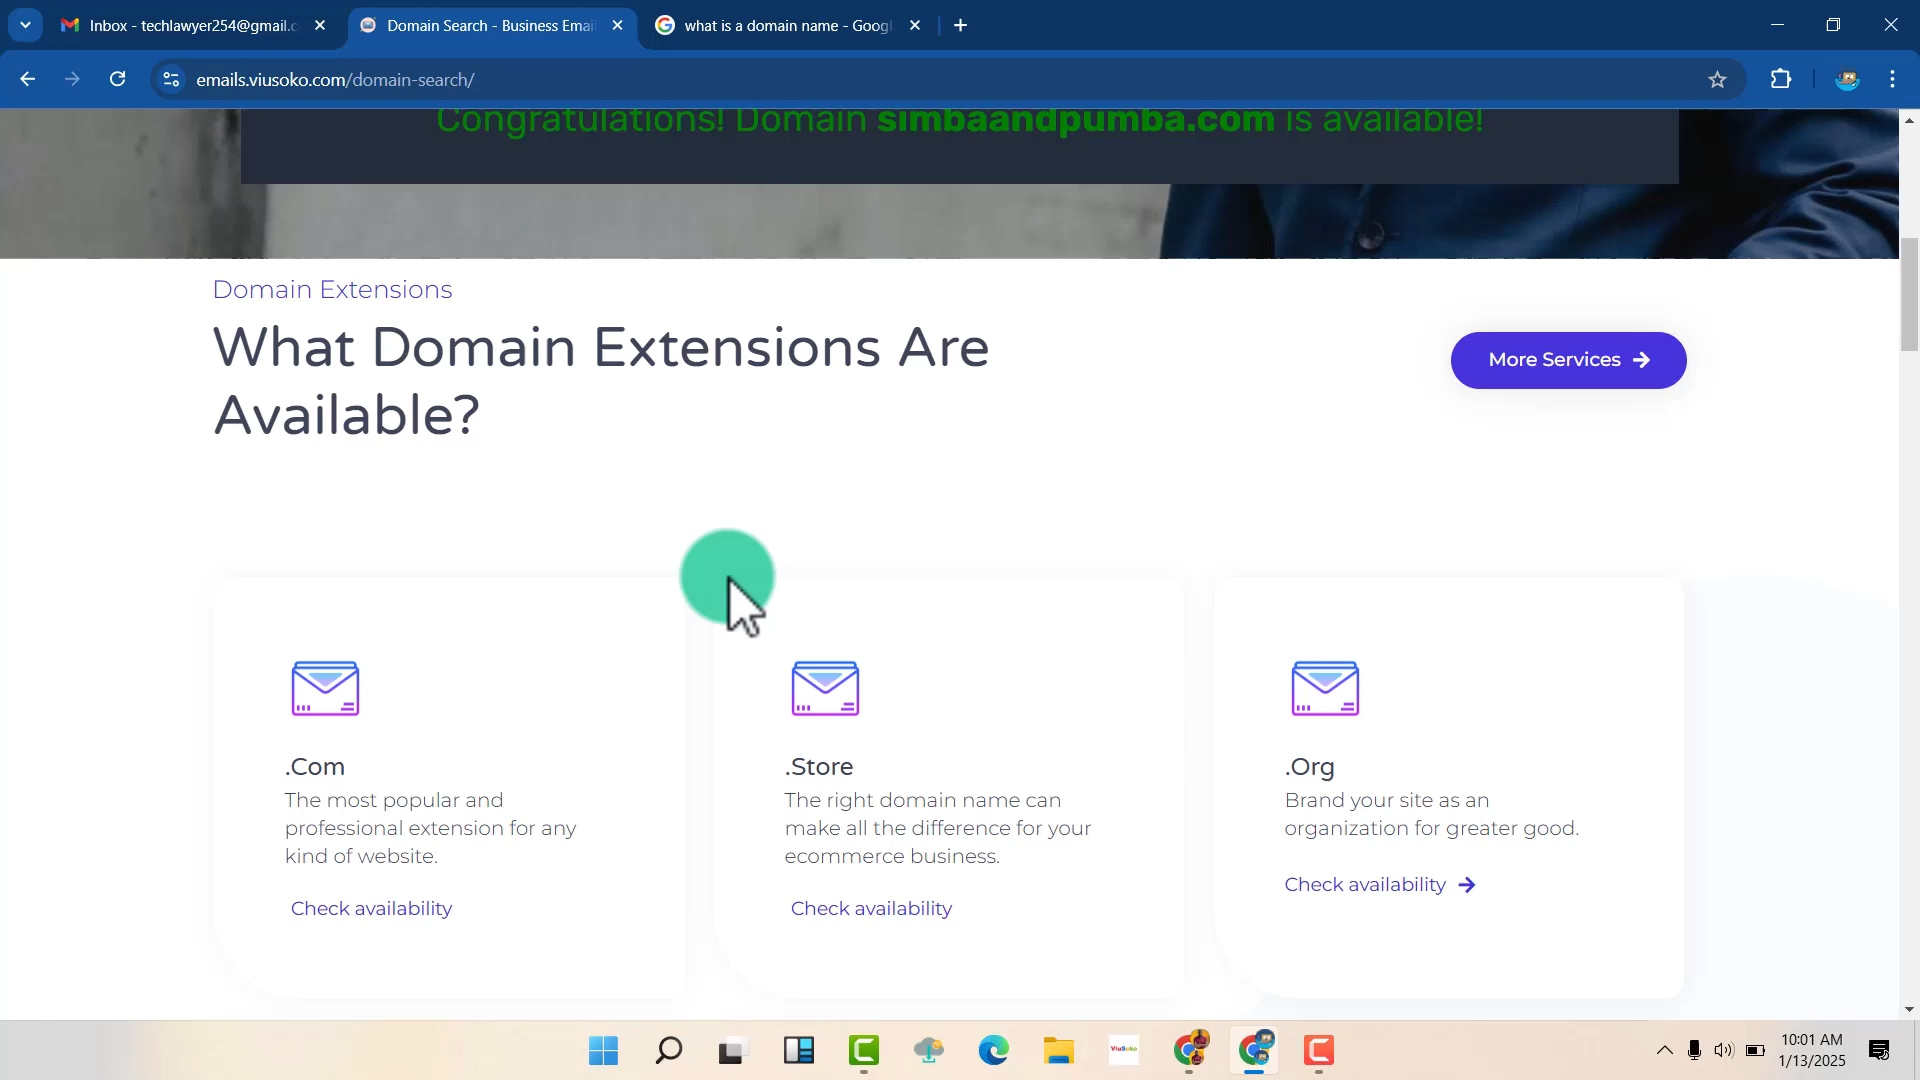 Inbox - techlawyer254@gmail.c
Domain Search - Business Emai
what is a domain name - Googl
emails.viusoko.com/domain-search/
Congratulations! Domain simbaandpumba.com is available!
Domain Extensions
What Domain Extensions Are
Available?
More Services
.Com
The most popular and
professional extension for any
kind of website.
Check availability
.Store
The right domain name can
make all the difference for your
ecommerce business.
Check availability
.Org
Brand your site as an
organization for greater good.
Check availability
ViuSoko
10:01 AM
1/13/2025